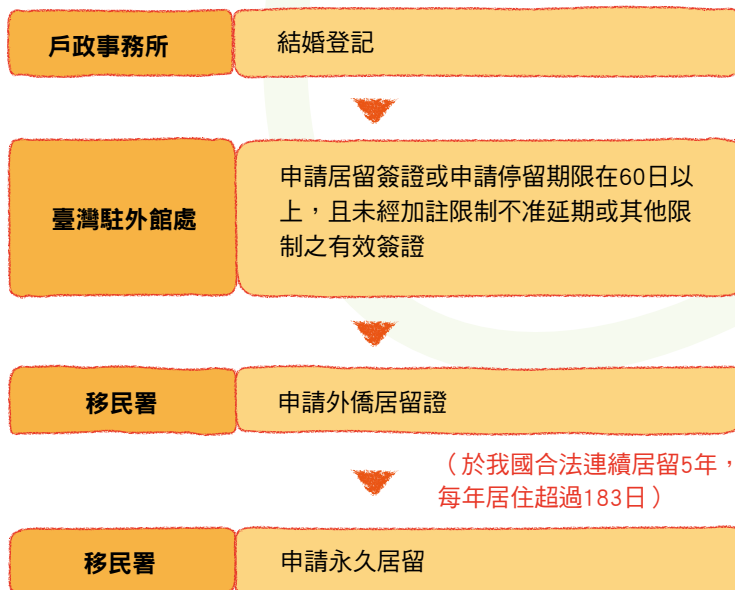 戶政事務所
結婚登記
臺灣駐外館處
申請居留簽證或申請停留期限在60日以
上，且未經加註限制不准延期或其他限
制之有效簽證
移民署
申請外僑居留證
（於我國合法連續居留5年，
每年居住超過183日）
移民署
申請永久居留